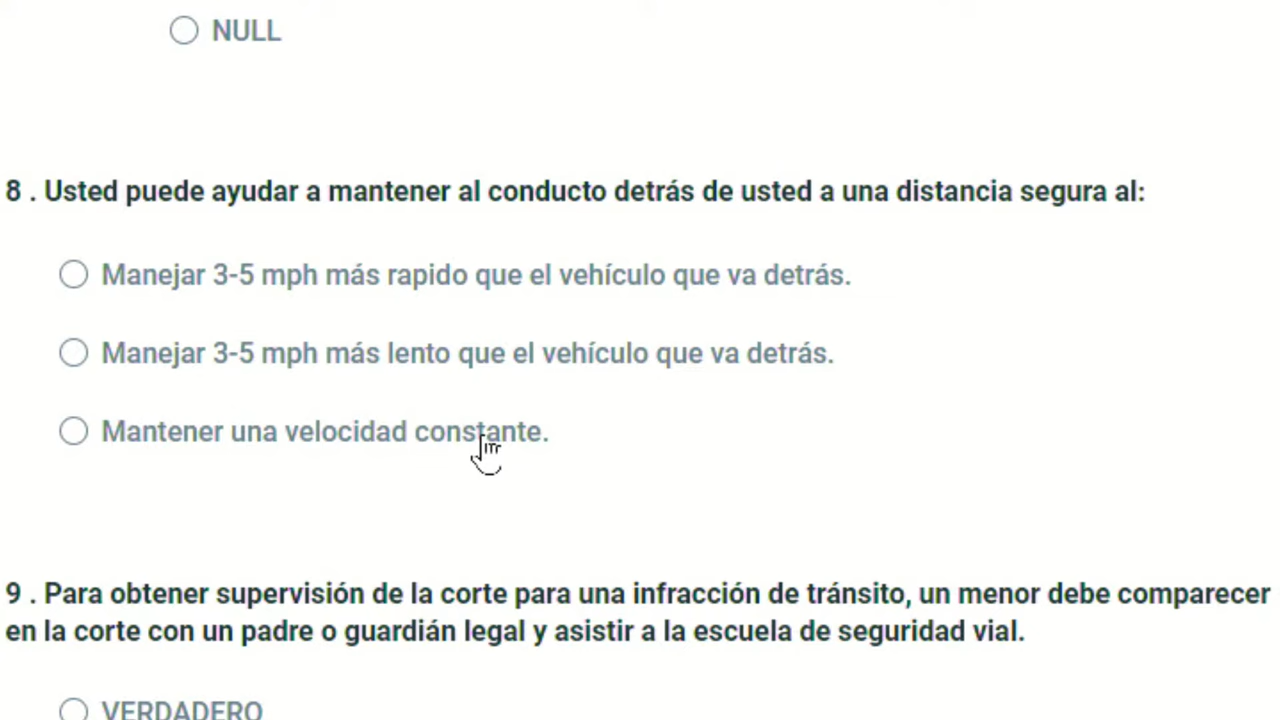 NULL
8 . Usted puede ayudar a mantener al conducto detrás de usted a una distancia segura al:
Manejar 3-5 mph más rapido que el vehículo que va detrás.
Manejar 3-5 mph más lento que el vehículo que va detrás.
Mantener una velocidad constante.
9 . Para obtener supervisión de la corte para una infracción de tránsito, un menor debe comparecer
en la corte con un padre o guardián legal y asistir a la escuela de seguridad vial.
VERDADERO